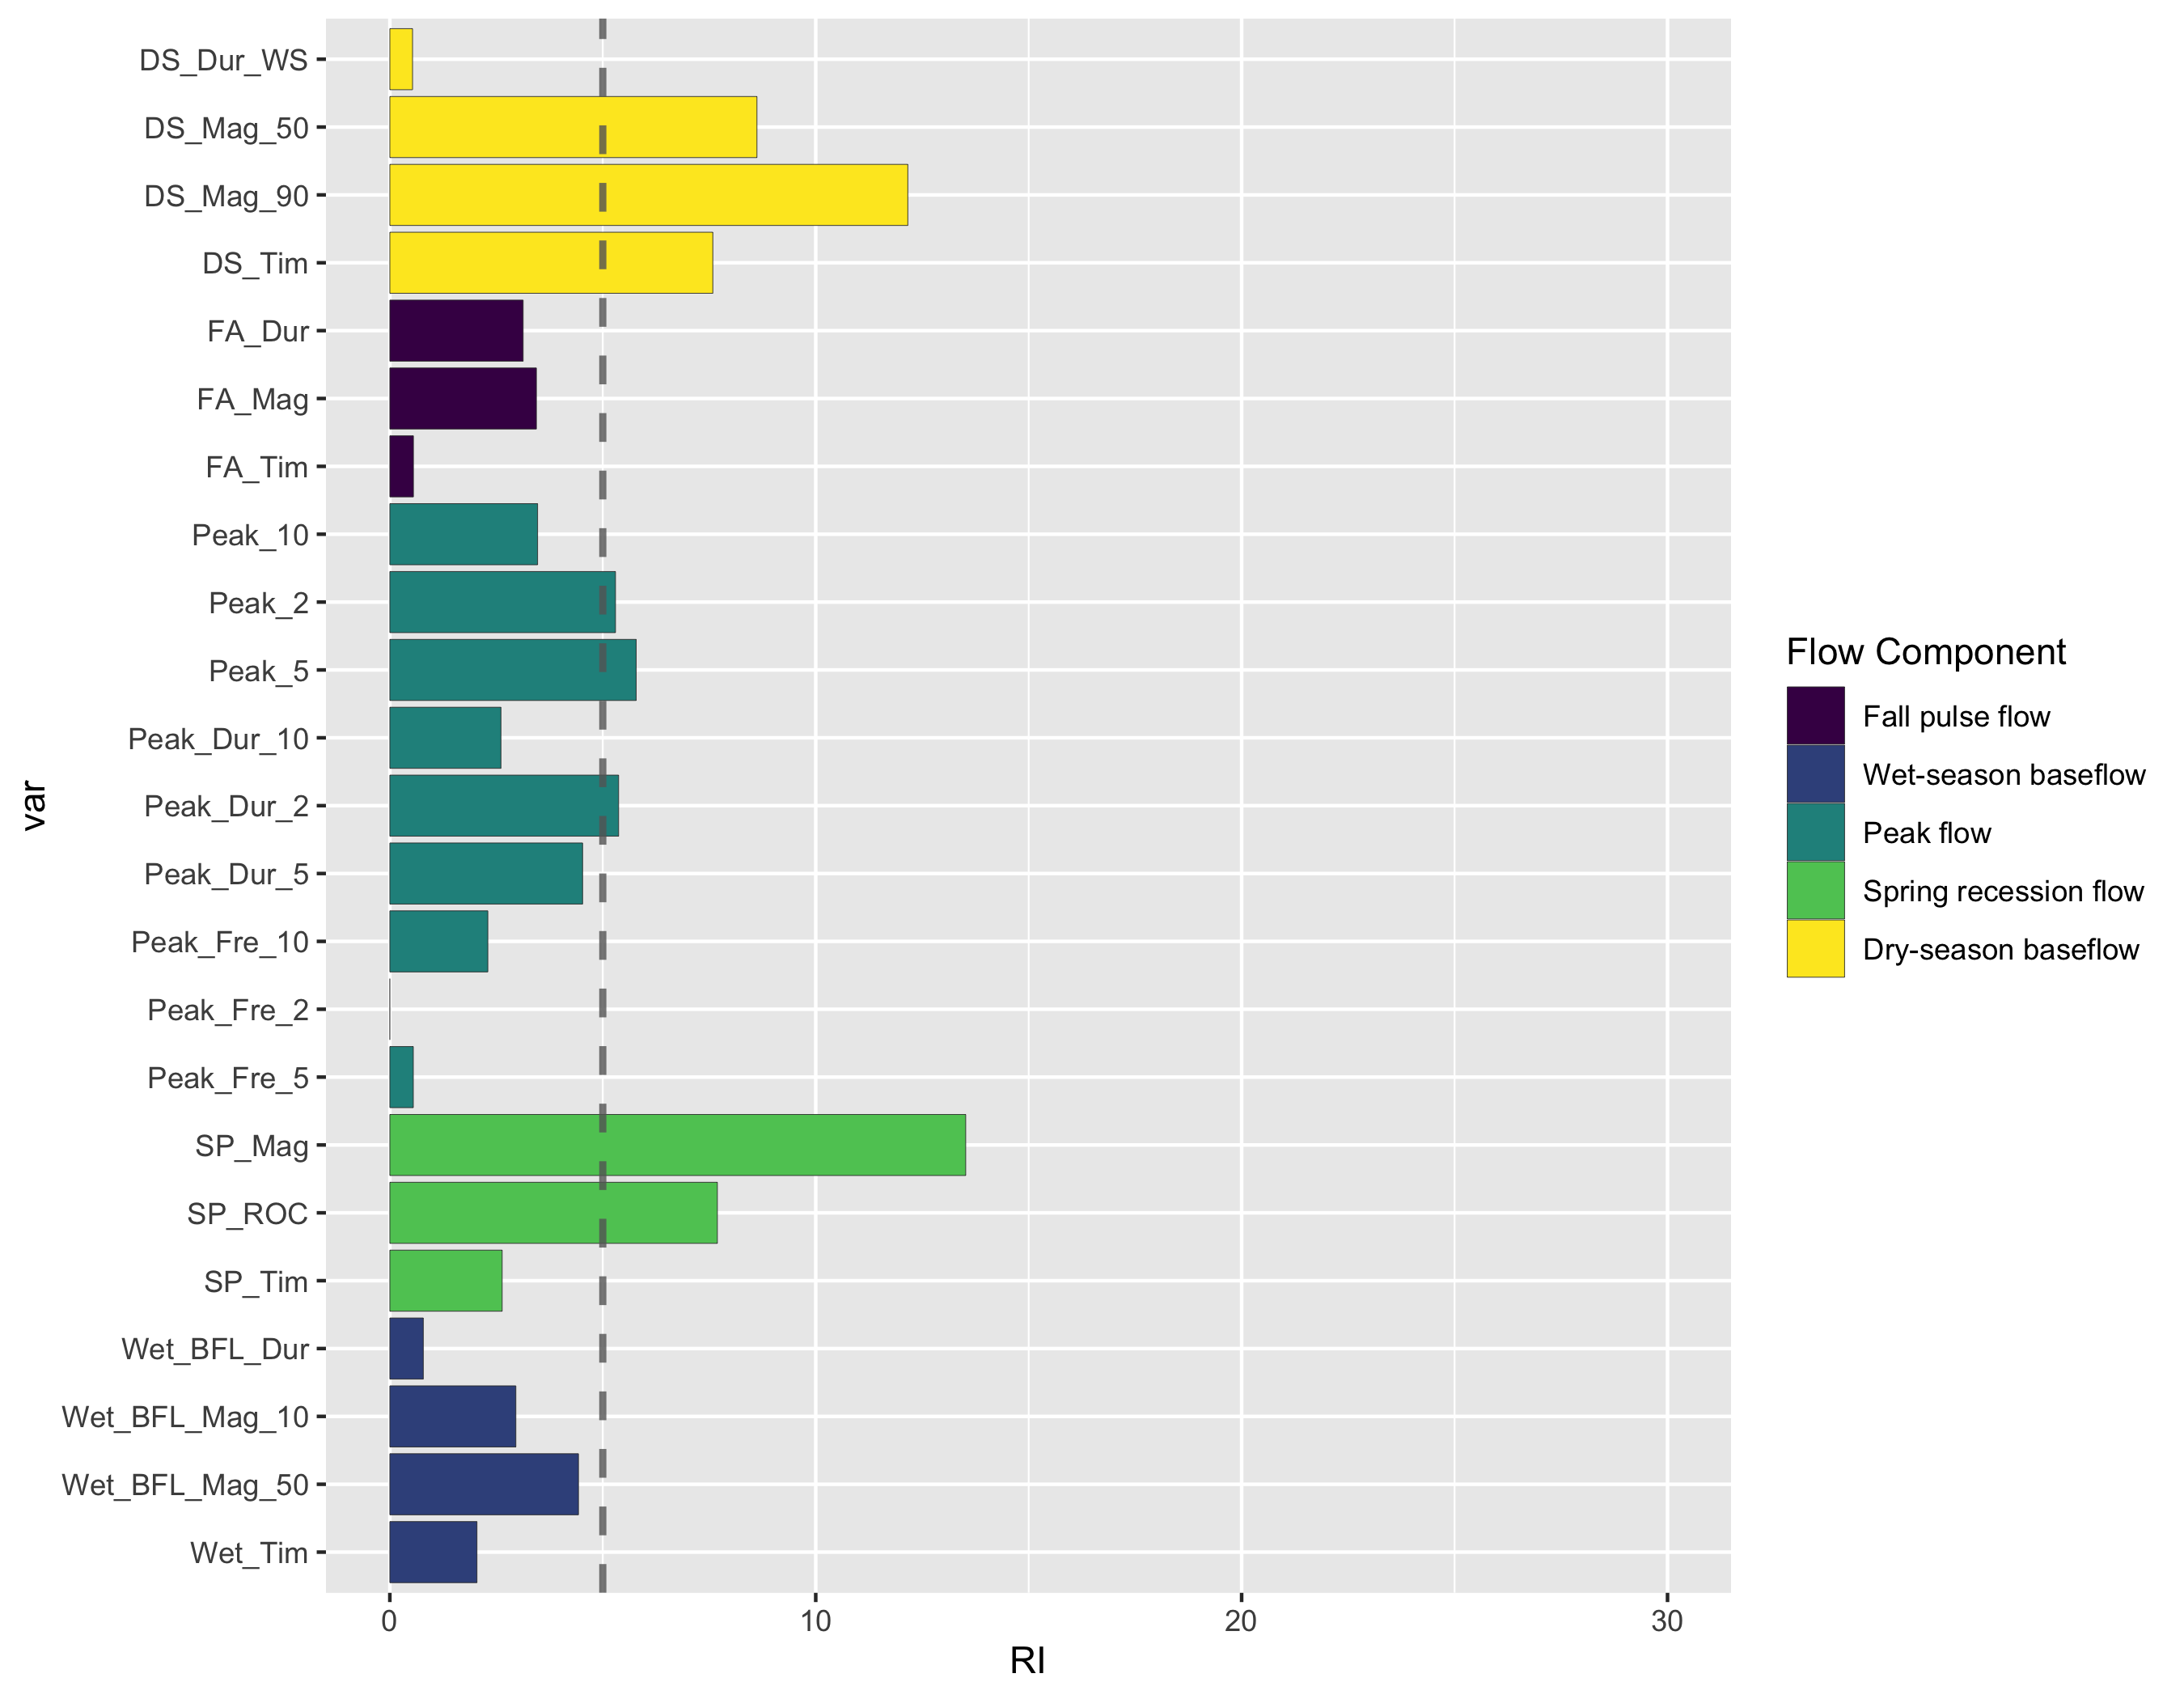 DS_Dur_WS
DS_Mag_50
DS_Mag_90
DS_Tim
FA_Dur
FA_Mag
FA_Tim
Peak_10
Peak_2
Peak_5
Peak_Dur_10
Peak_Dur_2
Peak_Dur_5
Peak_Fre_10
Peak_Fre_2
Peak_Fre_5
SP_Mag
SP_ROC
SP_Tim
Wet_BFL_Dur
Wet_BFL_Mag_10
Wet_BFL_Mag_50
Wet_Tim
var
0 10 20 30
RI
Flow Component
Fall pulse flow
Wet-season baseflow
Peak flow
Spring recession flow
Dry-season baseflow